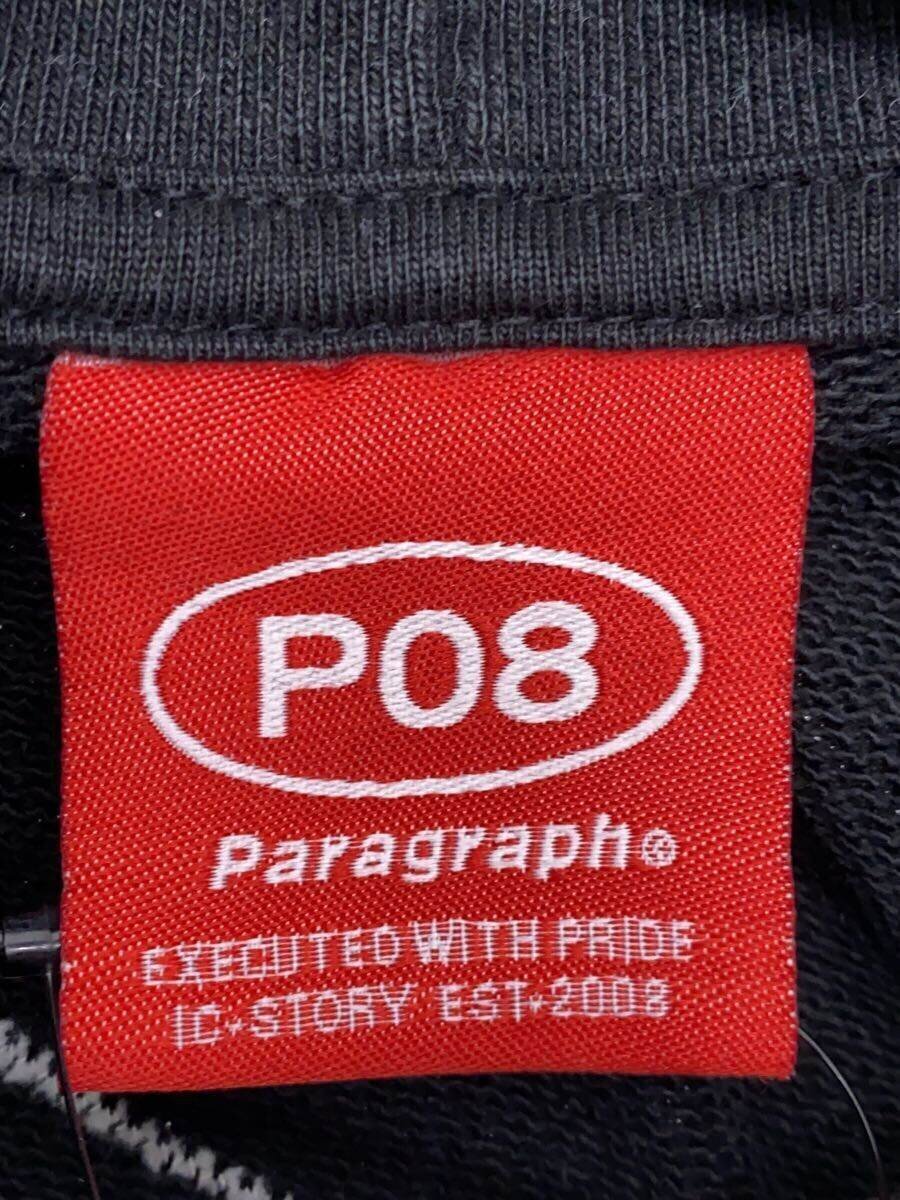 P08
Paragraph®
EXECUTED WITH PRIDE
IC★STORY EST★2008